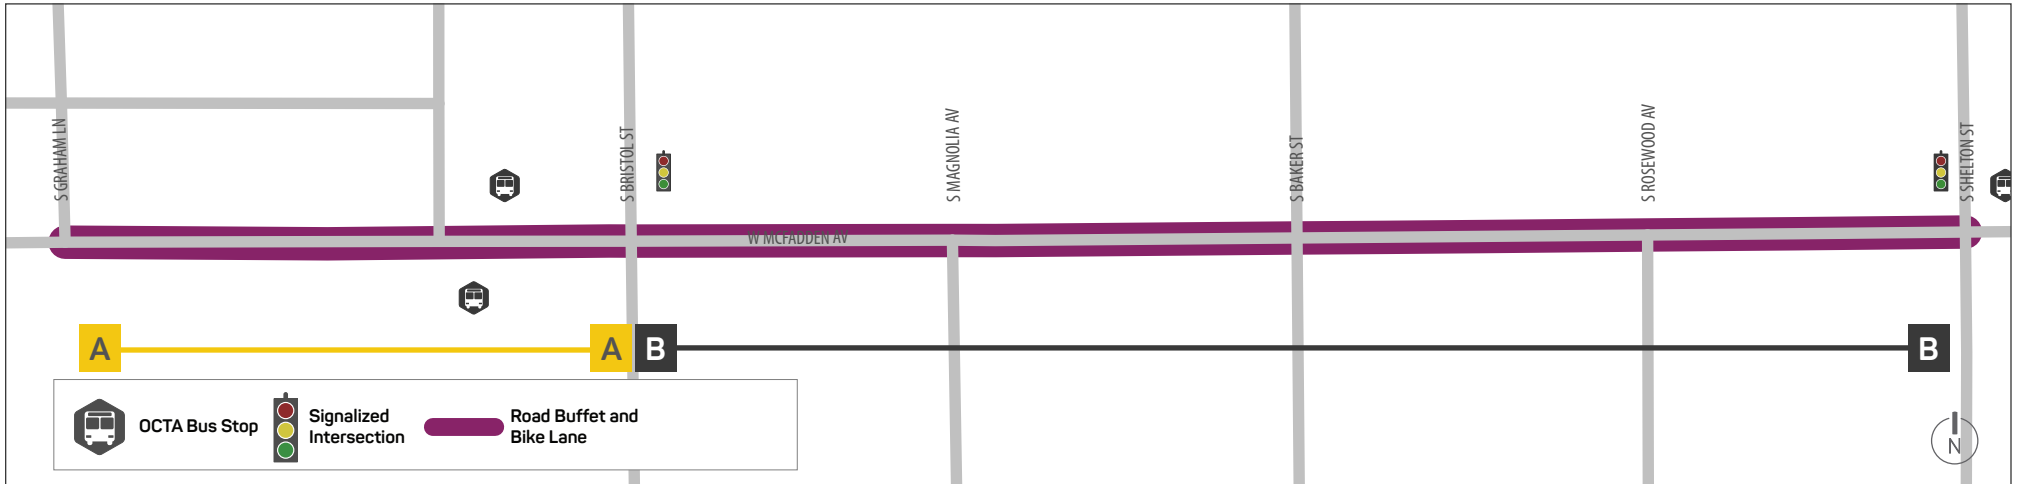 S GRAHAM LN
S BRISTOL ST
S MAGNOLIA AV
S BAKER ST
S ROSEWOOD AV
S SHELTON ST
W MCFADDEN AV
A
A
B
B
OCTA Bus Stop
Signalized
Intersection
Road Buffet and
Bike Lane
N